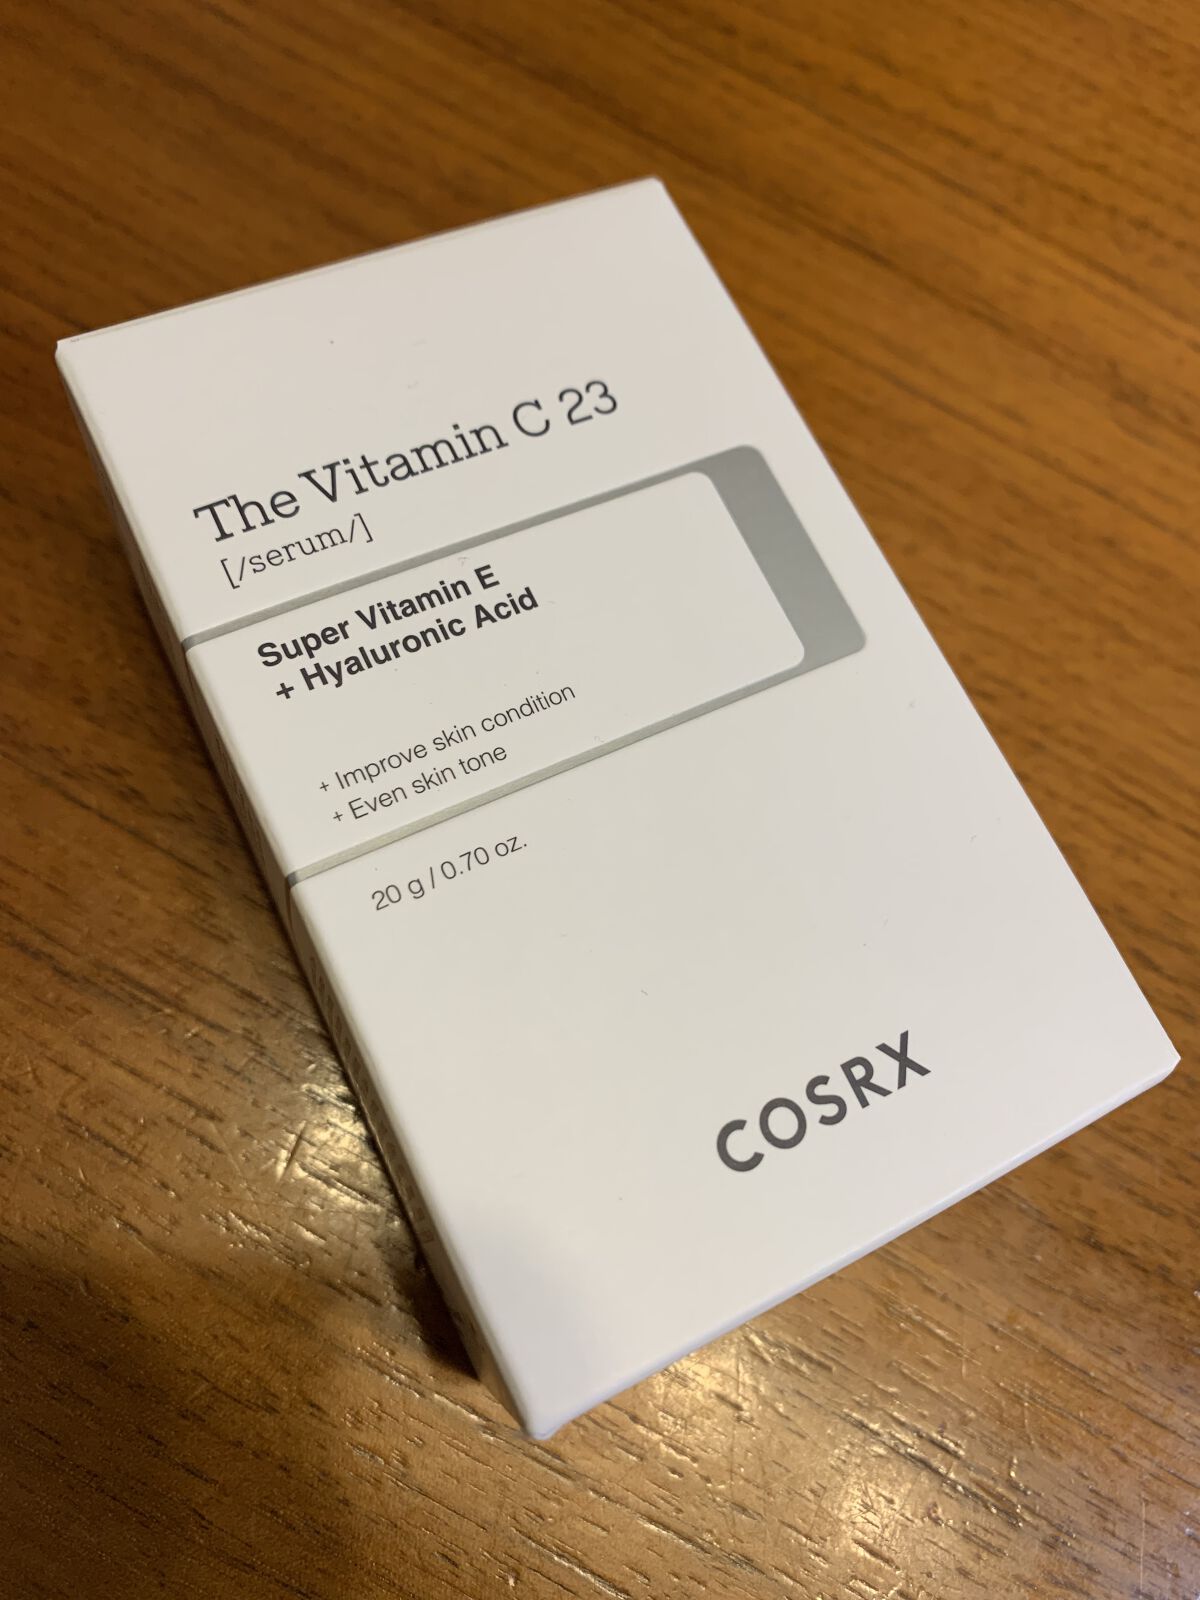 The Vitamin C 23
[/serum/]
Super Vitamin E
+ Hyaluronic Acid
+ Improve skin condition
+ Even skin tone
20 g / 0.70 oz.
COSRX